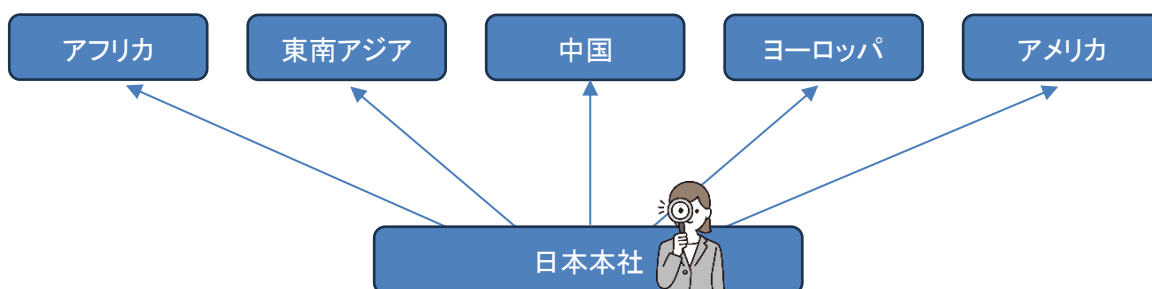 アフリカ
東南アジア
中国
ヨーロッパ
アメリカ
日本本社